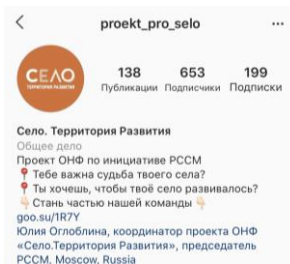 proekt_pro_selo
СЕЛО
ТЕРРИТОРИЯ РАЗВИТИЯ
138 653 199
Публикации Подписчики Подписки
Село. Территория Развития
Общее дело
Проект ОНФ по инициативе РССМ
📍 Тебе важна судьба твоего села?
📍 Ты хочешь, чтобы твоё село развивалось?
👇🏻 Стань частью нашей команды 👇🏻
goo.su/1R7Y
Юлия Оглоблина, координатор проекта ОНФ
«Село.Территория Развития», председатель
РССМ, Moscow, Russia